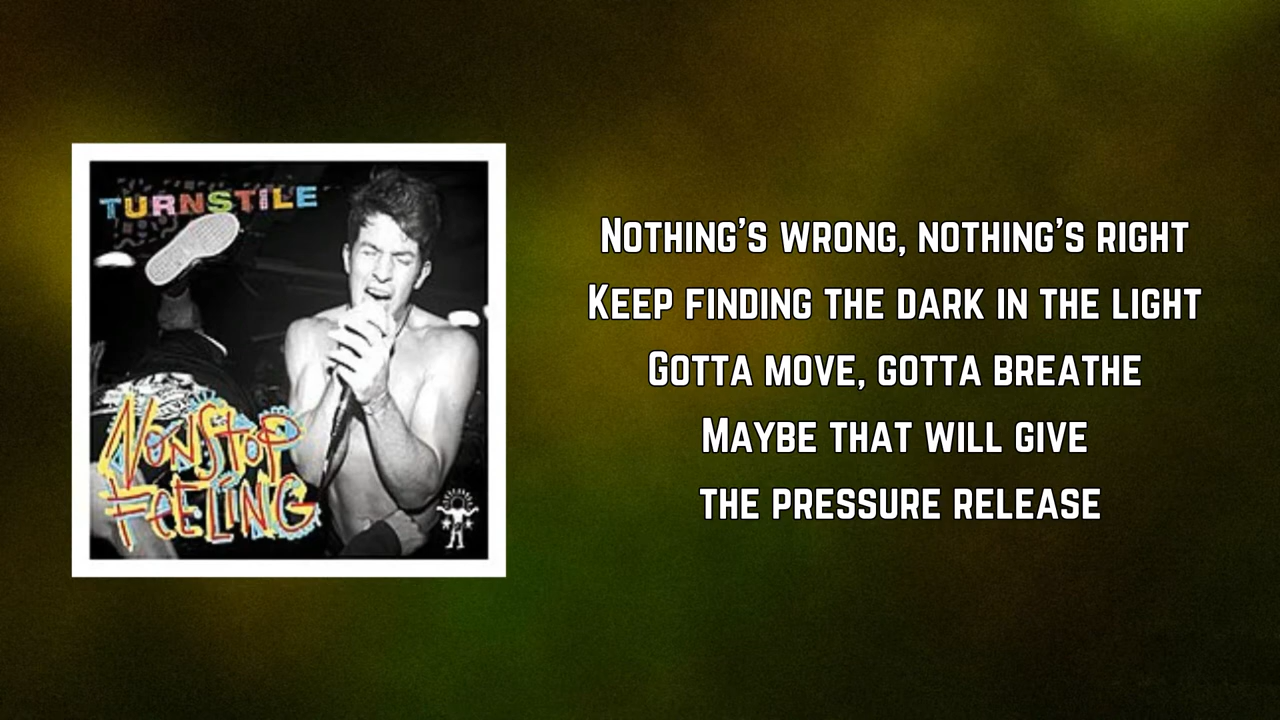 TURNSTILE
NONSTOP
FEELING
NOTHING'S WRONG, NOTHING'S RIGHT
KEEP FINDING THE DARK IN THE LIGHT
GOTTA MOVE, GOTTA BREATHE
MAYBE THAT WILL GIVE
THE PRESSURE RELEASE